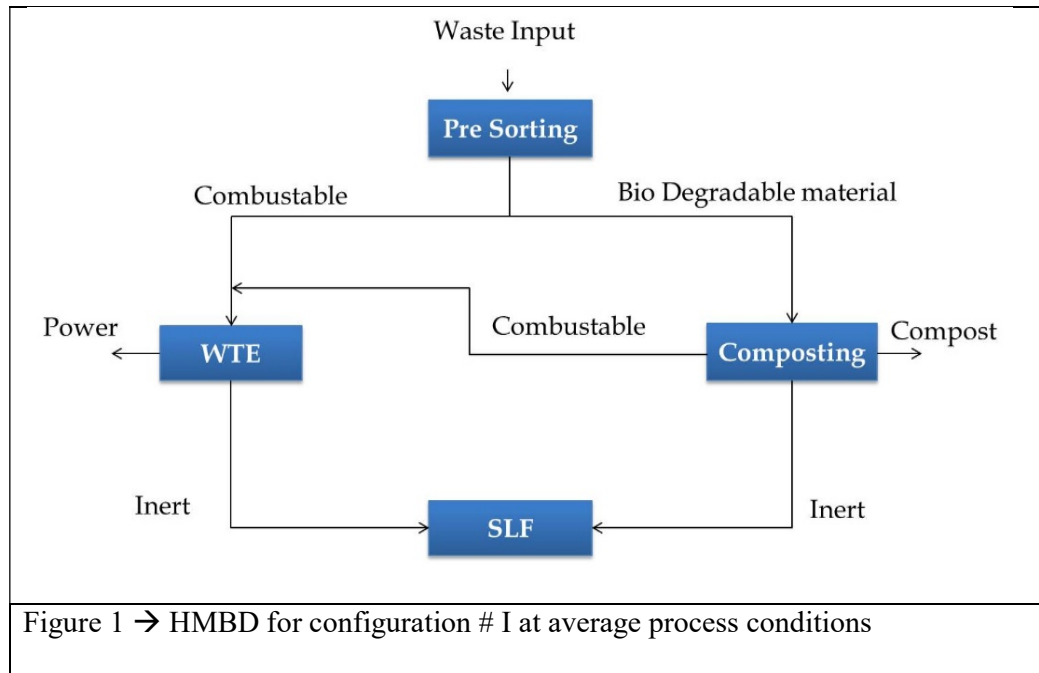 Waste Input
Pre Sorting
Combustable
Bio Degradable material
Power
WTE
Combustable
Composting
Compost
Inert
SLF
Inert
Figure 1 → HMBD for configuration # I at average process conditions